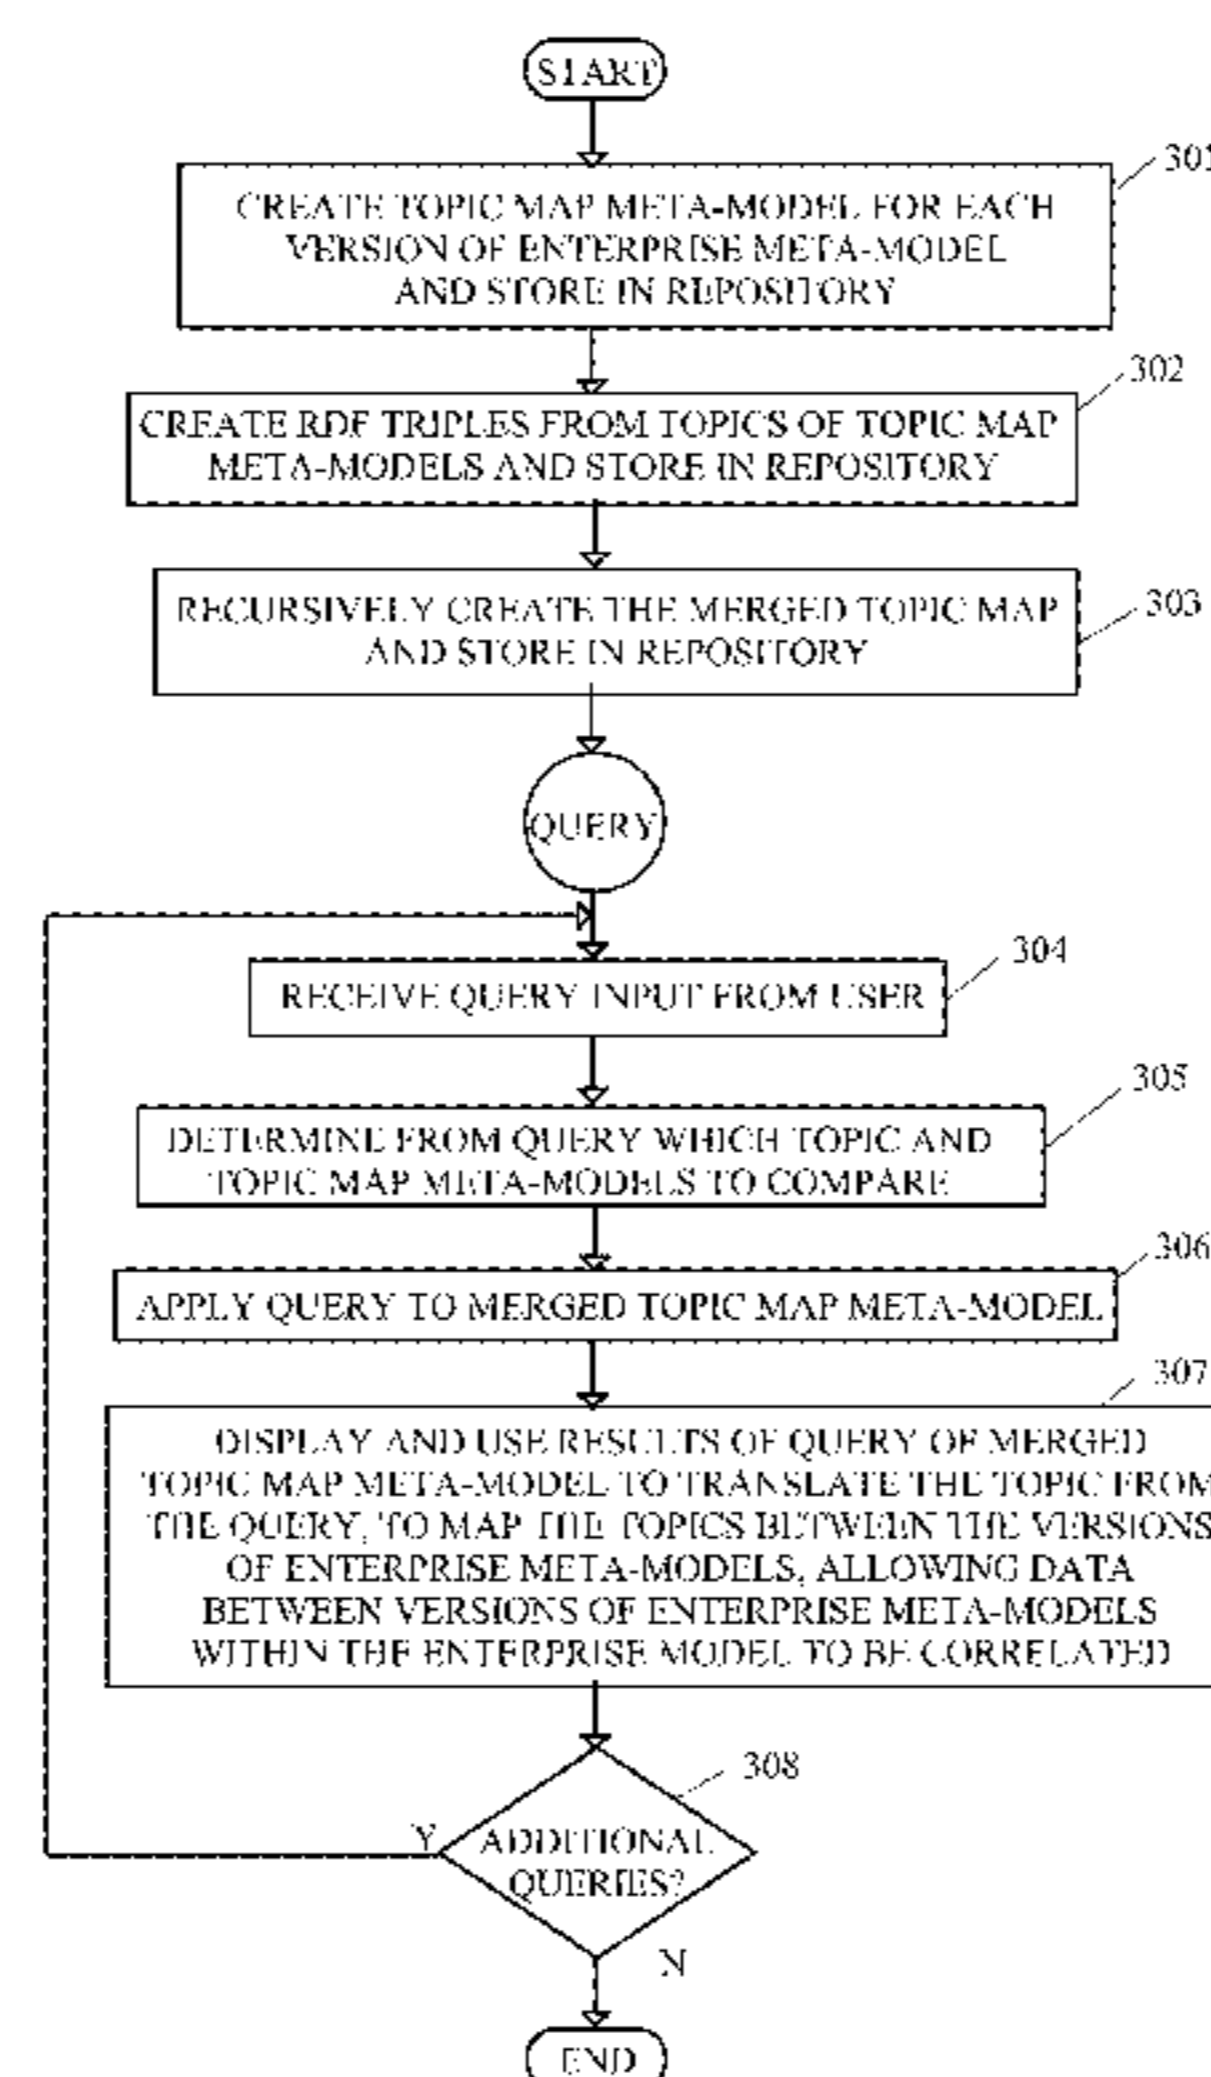 START
301
CREATE TOPIC MAP META-MODEL FOR EACH
VERSION OF ENTERPRISE META-MODEL
AND STORE IN REPOSITORY
302
CREATE RDF TRIPLES FROM TOPICS OF TOPIC MAP
META-MODELS AND STORE IN REPOSITORY
303
RECURSIVELY CREATE THE MERGED TOPIC MAP
AND STORE IN REPOSITORY
QUERY
304
RECEIVE QUERY INPUT FROM USER
305
DETERMINE FROM QUERY WHICH TOPIC AND
TOPIC MAP META-MODELS TO COMPARE
306
APPLY QUERY TO MERGED TOPIC MAP META-MODEL
307
DISPLAY AND USE RESULTS OF QUERY OF MERGED
TOPIC MAP META-MODEL TO TRANSLATE THE TOPIC FROM
THE QUERY, TO MAP THE TOPICS BETWEEN THE VERSIONS
OF ENTERPRISE META-MODELS, ALLOWING DATA
BETWEEN VERSIONS OF ENTERPRISE META-MODELS
WITHIN THE ENTERPRISE MODEL TO BE CORRELATED
308
Y
ADDITIONAL
QUERIES?
N
END